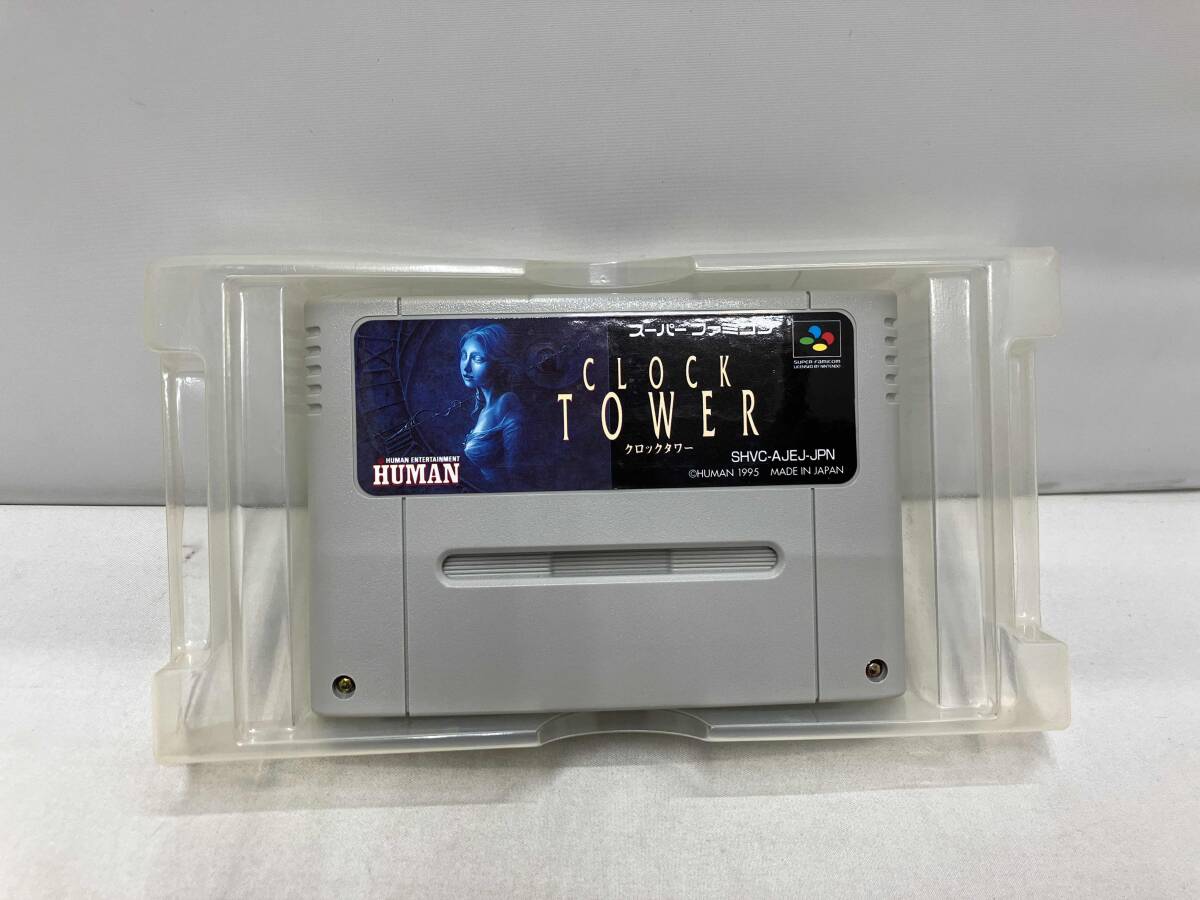 スーパーファミコン
SUPER FAMICOM
LICENSED BY NINTENDO
CLOCK
TOWER
クロックタワー
HUMAN ENTERTAINMENT
HUMAN
SHVC-AJEJ-JPN
©HUMAN 1995 MADE IN JAPAN